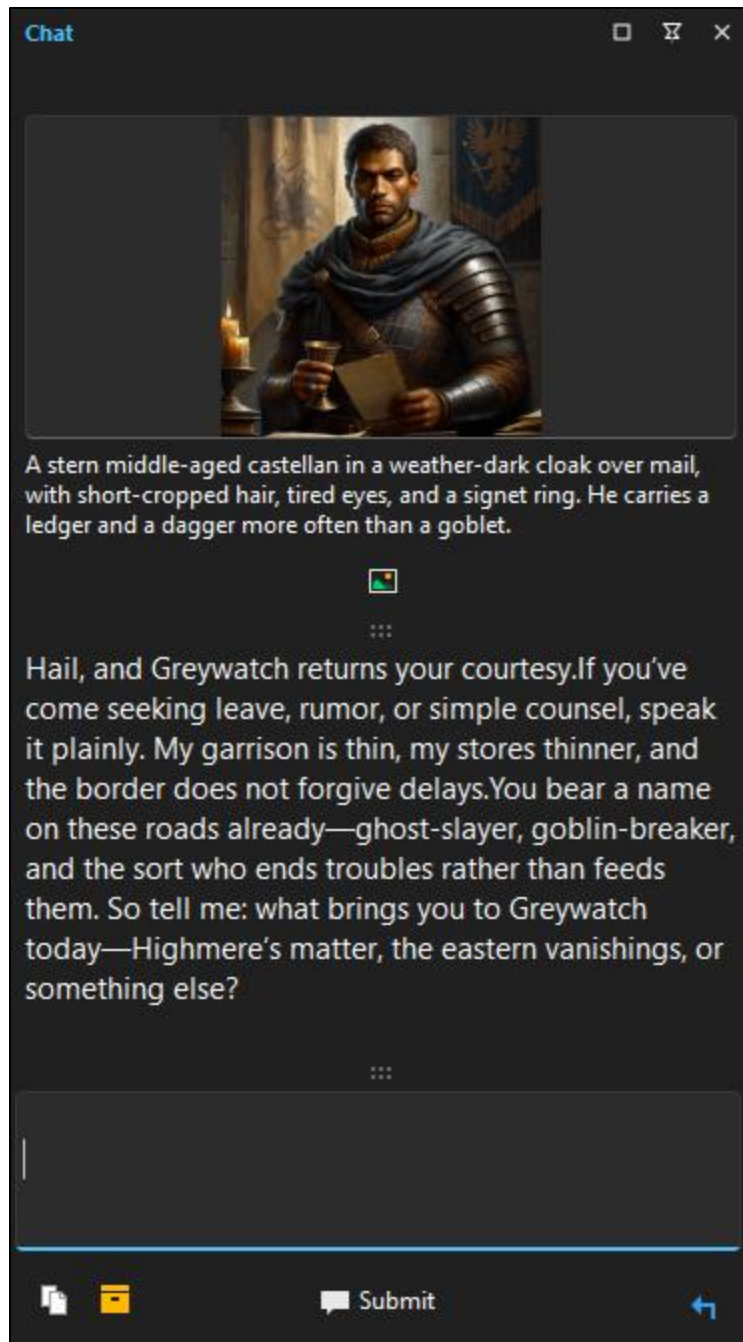 Chat
A stern middle-aged castellan in a weather-dark cloak over mail,
with short-cropped hair, tired eyes, and a signet ring. He carries a
ledger and a dagger more often than a goblet.
Hail, and Greywatch returns your courtesy.If you’ve
come seeking leave, rumor, or simple counsel, speak
it plainly. My garrison is thin, my stores thinner, and
the border does not forgive delays.You bear a name
on these roads already—ghost-slayer, goblin-breaker,
and the sort who ends troubles rather than feeds
them. So tell me: what brings you to Greywatch
today—Highmere’s matter, the eastern vanishings, or
something else?
Submit